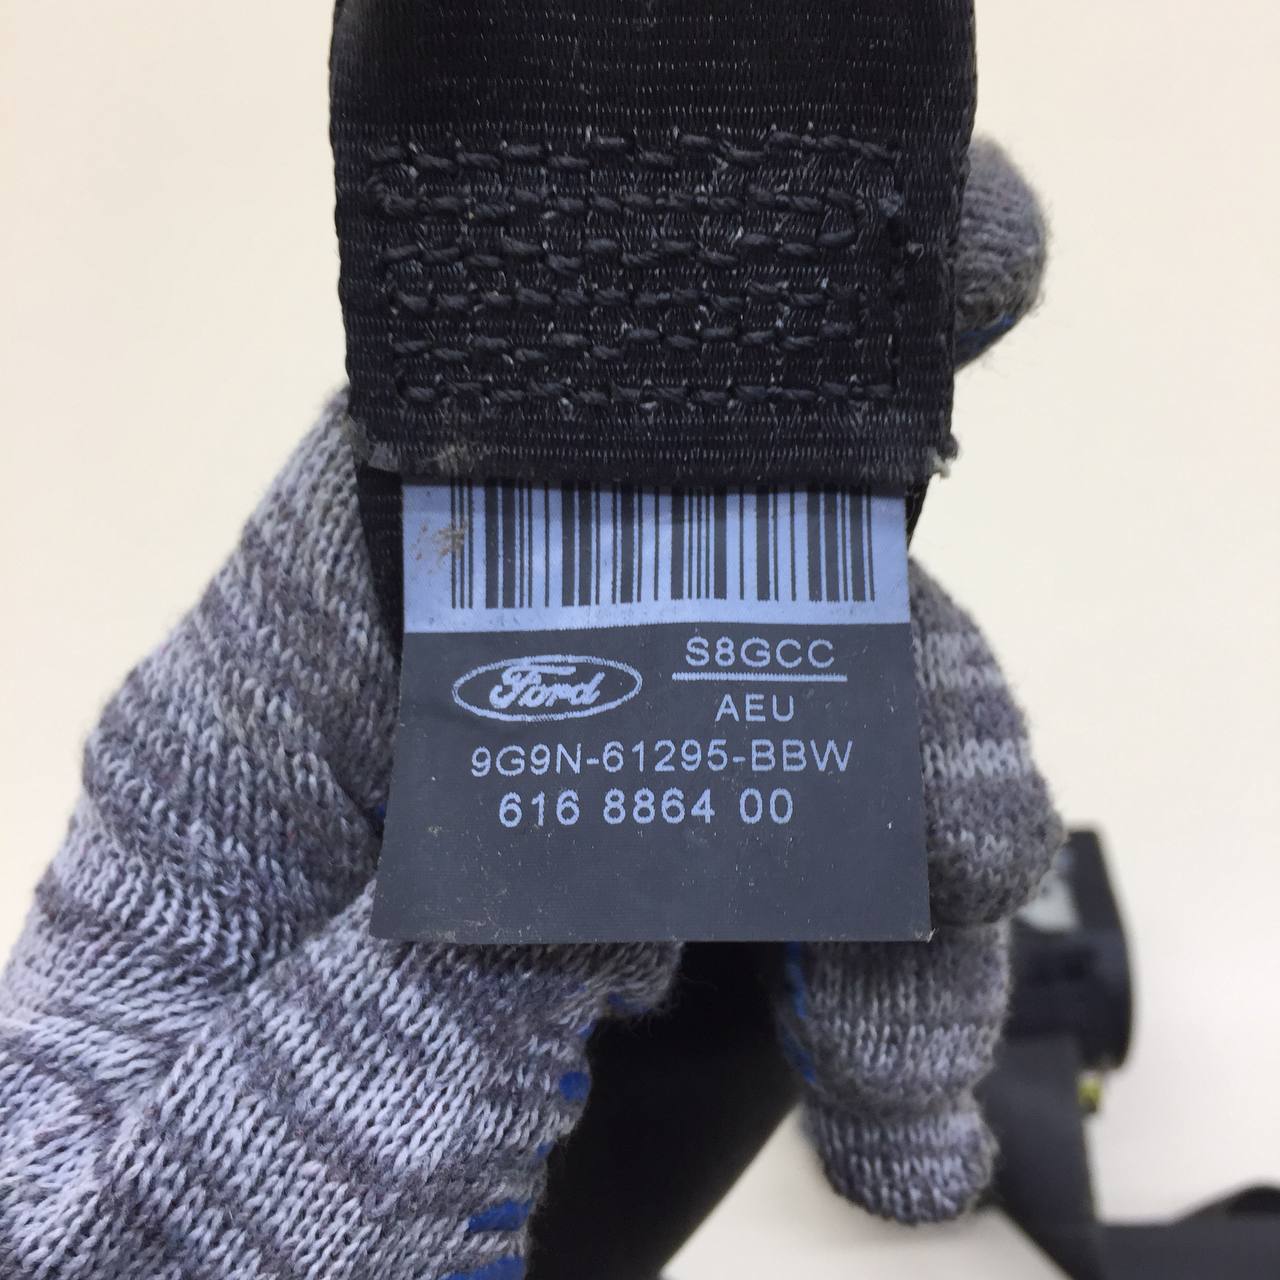 S8GCC
Ford
AEU
9G9N-61295-BBW
616 8864 00